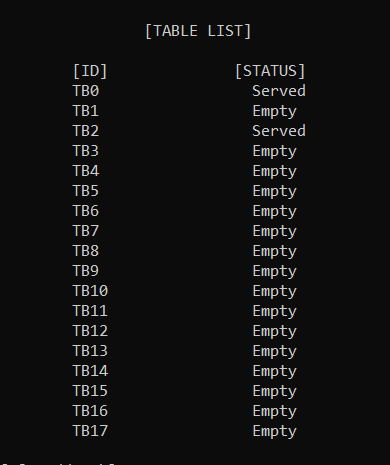 [TABLE LIST]
[ID] [STATUS]
TB0 Served
TB1 Empty
TB2 Served
TB3 Empty
TB4 Empty
TB5 Empty
TB6 Empty
TB7 Empty
TB8 Empty
TB9 Empty
TB10 Empty
TB11 Empty
TB12 Empty
TB13 Empty
TB14 Empty
TB15 Empty
TB16 Empty
TB17 Empty